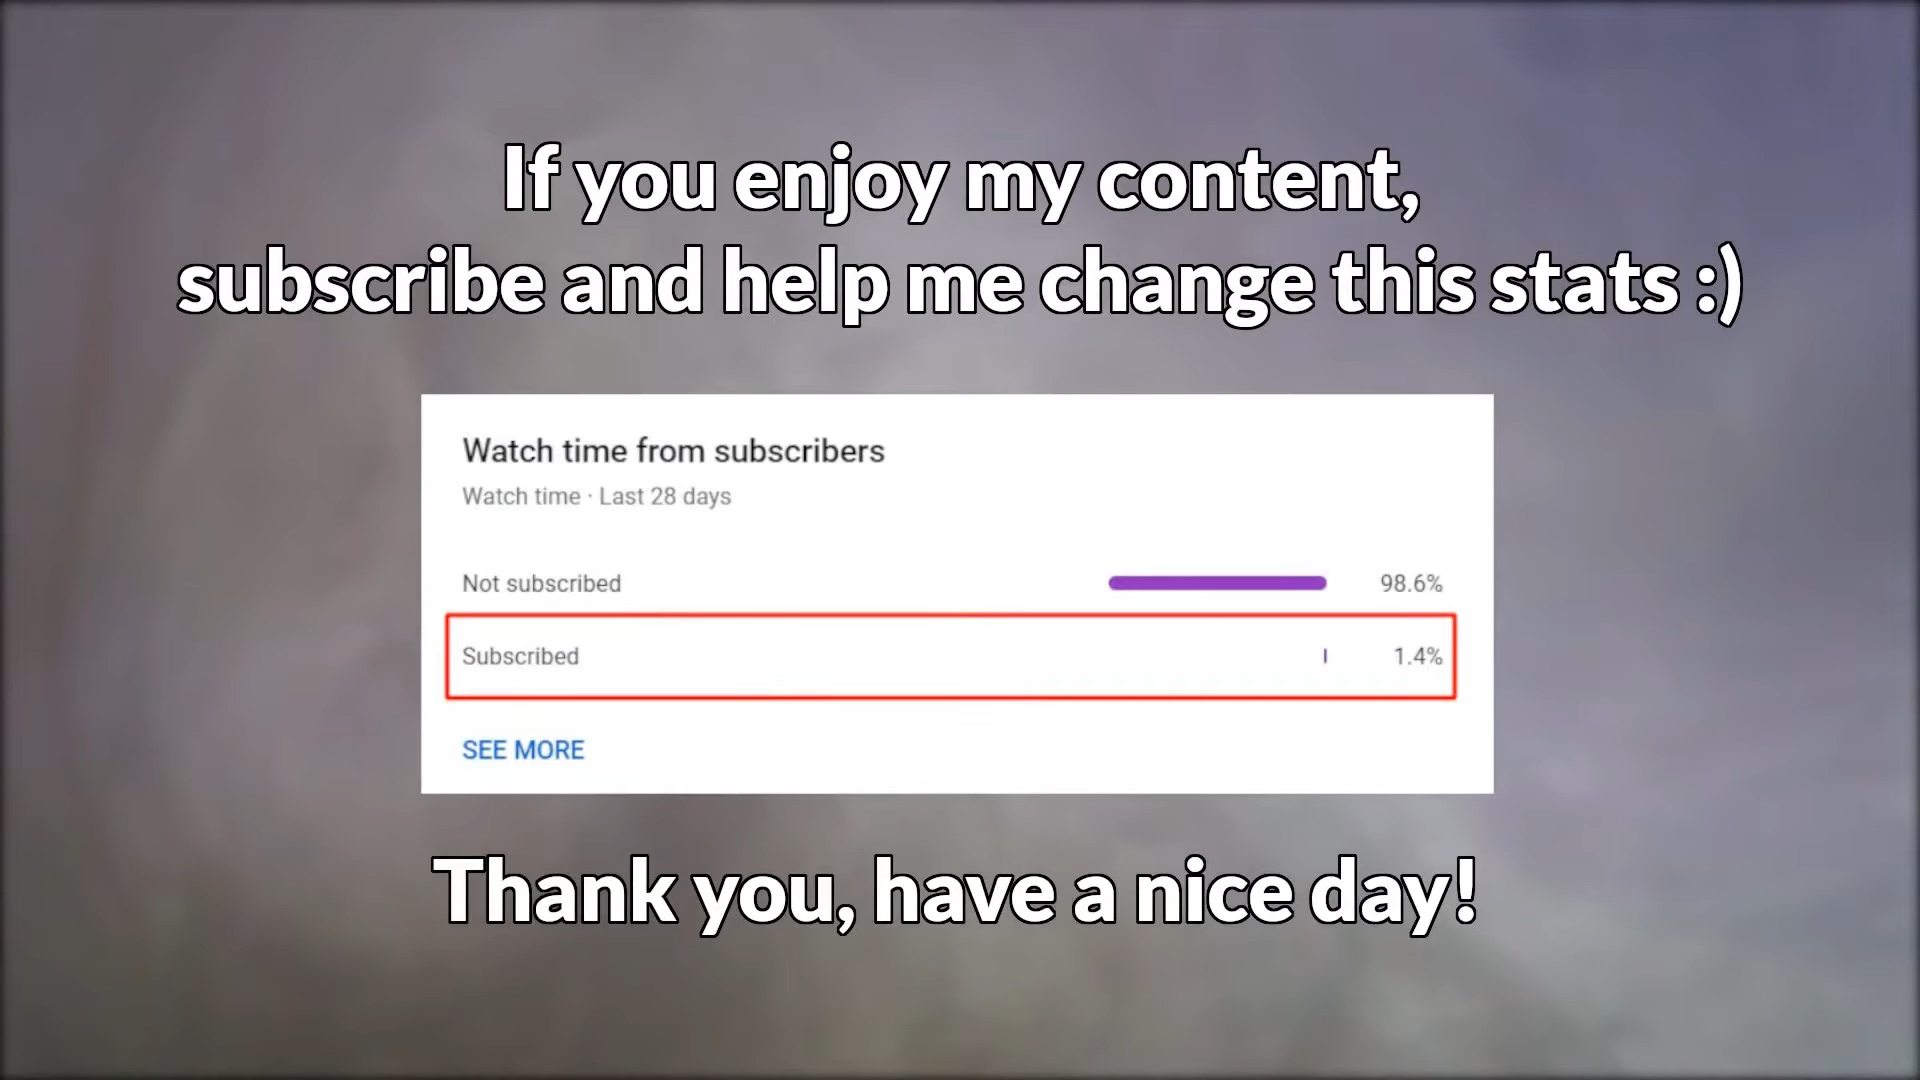 If you enjoy my content,
subscribe and help me change this stats :)
Watch time from subscribers
Watch time · Last 28 days
Not subscribed 98.6%
Subscribed 1.4%
SEE MORE
Thank you, have a nice day!